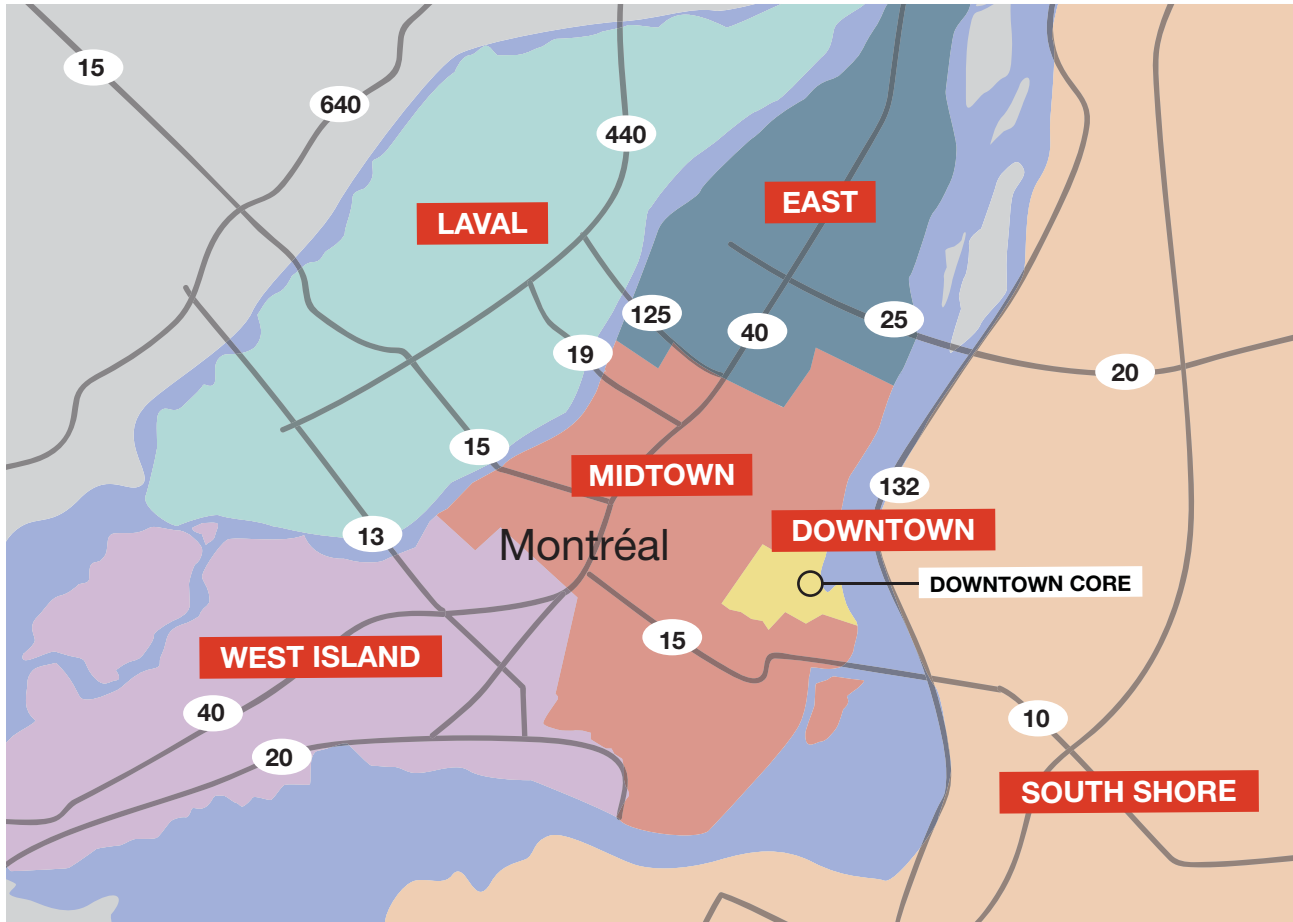 15
640
440
EAST
LAVAL
125
40
25
19
20
15
MIDTOWN
132
13
Montréal
DOWNTOWN
DOWNTOWN CORE
15
WEST ISLAND
40
10
20
SOUTH SHORE